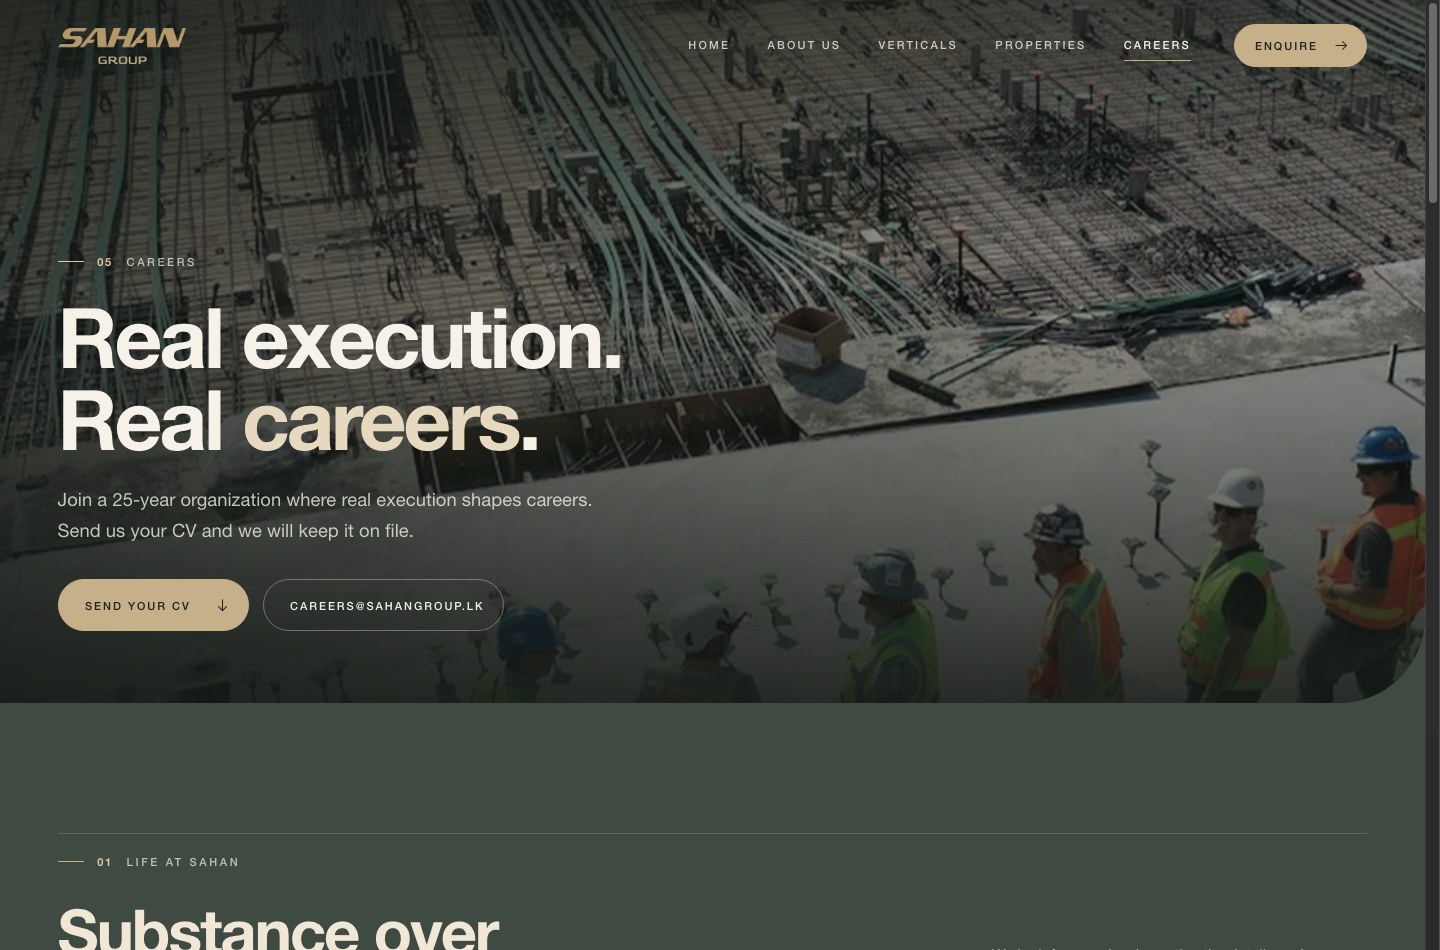 SAHAN
GROUP
HOME
ABOUT US
VERTICALS
PROPERTIES
CAREERS
ENQUIRE
05 CAREERS
Real execution.
Real careers.
Join a 25-year organization where real execution shapes careers.
Send us your CV and we will keep it on file.
SEND YOUR CV
CAREERS@SAHANGROUP.LK
01 LIFE AT SAHAN
Substance over